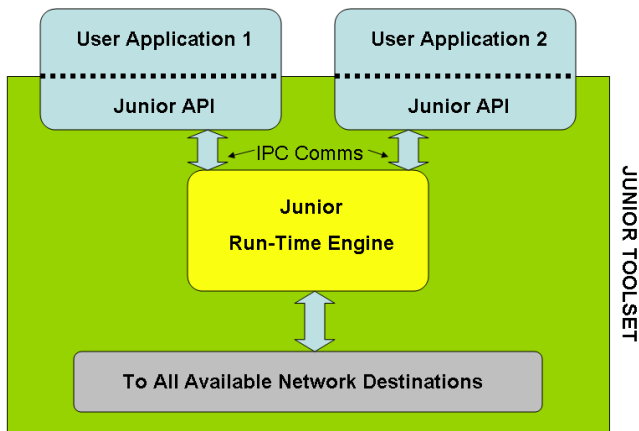 User Application 1
User Application 2
Junior API
Junior API
IPC Comms
Junior
Run-Time Engine
To All Available Network Destinations
JUNIOR TOOLSET